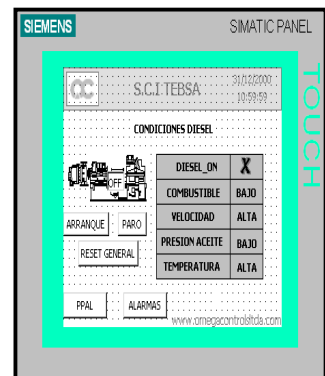 SIEMENS SIMATIC PANEL
TOUCH
S.C.I TEBSA 31/12/2000
10:59:59
CONDICIONES DIESEL
OFF
DIESEL_ON X
COMBUSTIBLE BAJO
VELOCIDAD ALTA
PRESION ACEITE BAJO
TEMPERATURA ALTA
ARRANQUE PARO
RESET GENERAL
PPAL ALARMAS
www.omegacontrolsltda.com